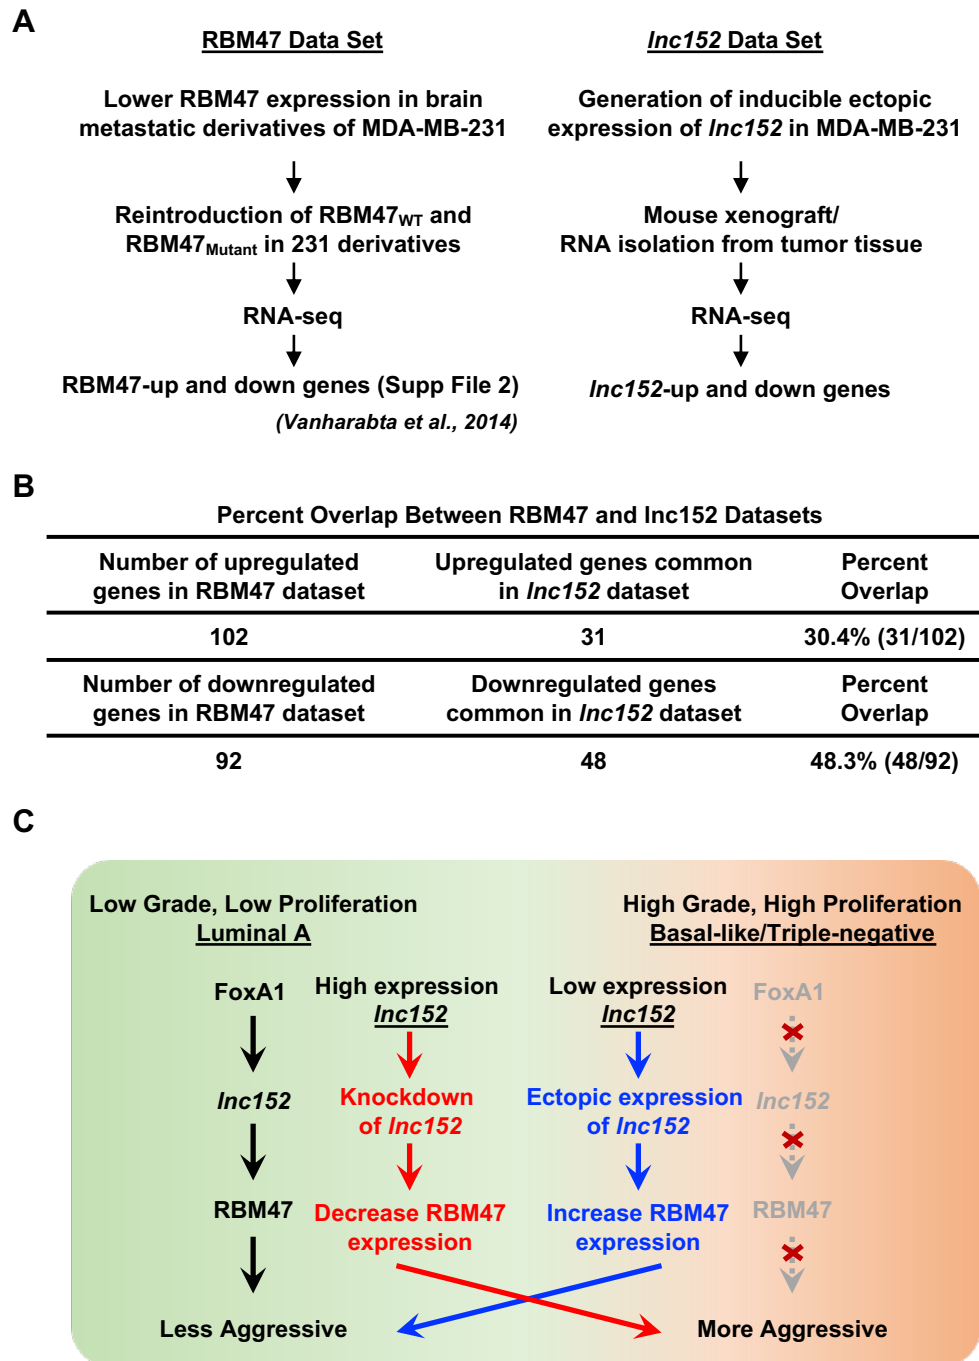 A
RBM47 Data Set
Lower RBM47 expression in brain
metastatic derivatives of MDA-MB-231
Reintroduction of RBM47WT and
RBM47Mutant in 231 derivatives
RNA-seq
RBM47-up and down genes (Supp File 2)
(Vanharabta et al., 2014)
lnc152 Data Set
Generation of inducible ectopic
expression of lnc152 in MDA-MB-231
Mouse xenograft/
RNA isolation from tumor tissue
RNA-seq
lnc152-up and down genes
B
Percent Overlap Between RBM47 and lnc152 Datasets
Number of upregulated
genes in RBM47 dataset
Upregulated genes common
in lnc152 dataset
Percent
Overlap
102
31
30.4% (31/102)
Number of downregulated
genes in RBM47 dataset
Downregulated genes
common in lnc152 dataset
Percent
Overlap
92
48
48.3% (48/92)
C
Low Grade, Low Proliferation
Luminal A
High Grade, High Proliferation
Basal-like/Triple-negative
FoxA1
lnc152
RBM47
Less Aggressive
High expression
lnc152
Knockdown
of lnc152
Decrease RBM47
expression
Low expression
lnc152
Ectopic expression
of lnc152
Increase RBM47
expression
FoxA1
lnc152
RBM47
More Aggressive